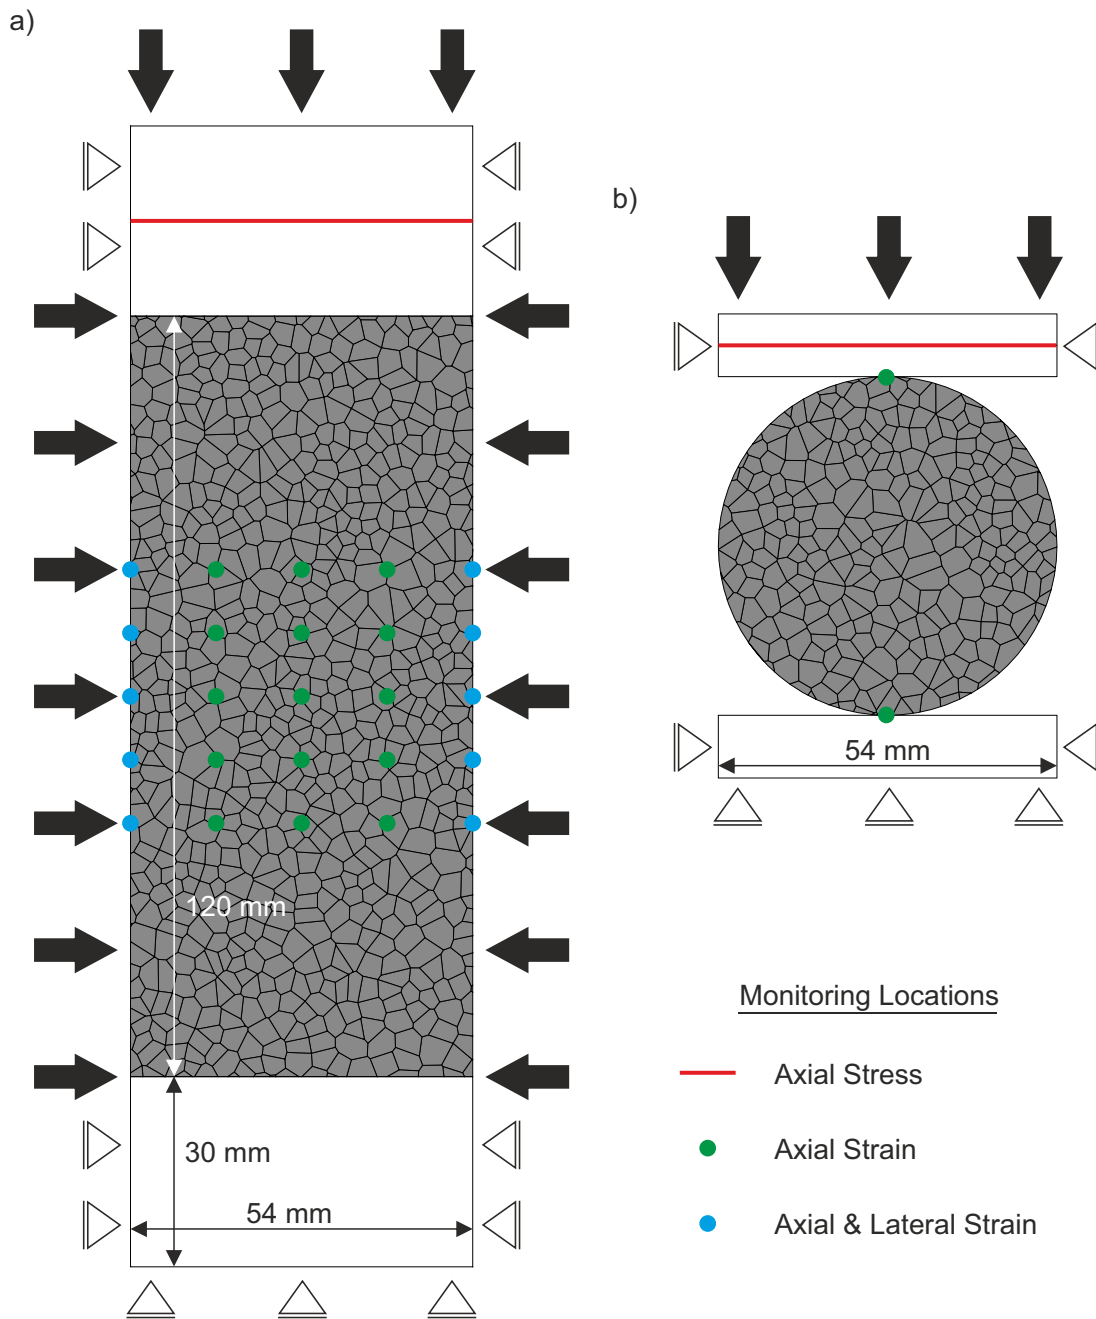 a)
b)
120 mm
30 mm
54 mm
54 mm
Monitoring Locations
Axial Stress
Axial Strain
Axial & Lateral Strain